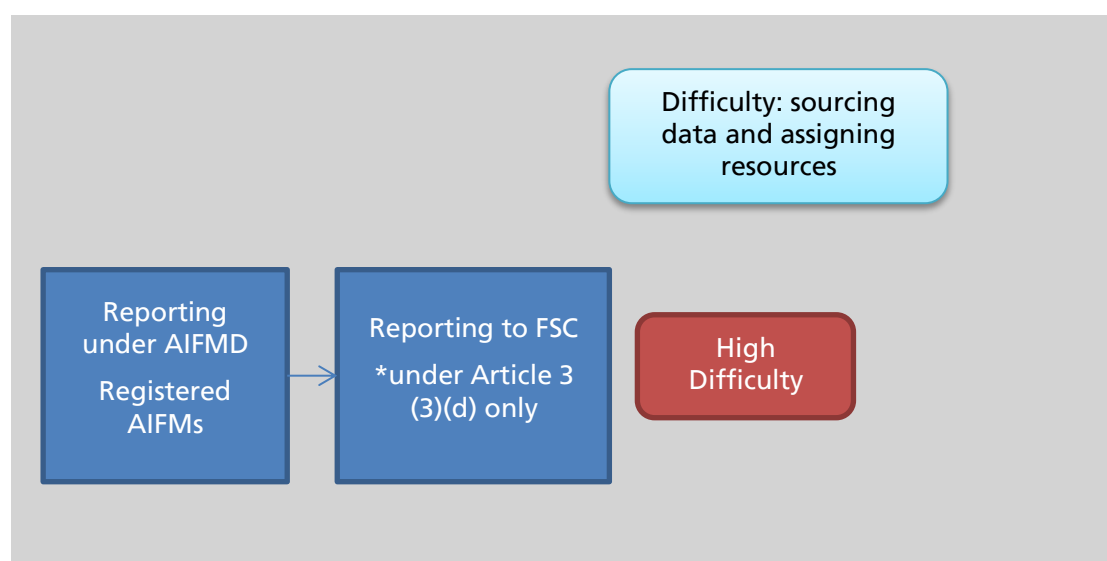 Difficulty: sourcing
data and assigning
resources
Reporting
under AIFMD
Registered
AIFMs
Reporting to FSC
*under Article 3
(3)(d) only
High
Difficulty